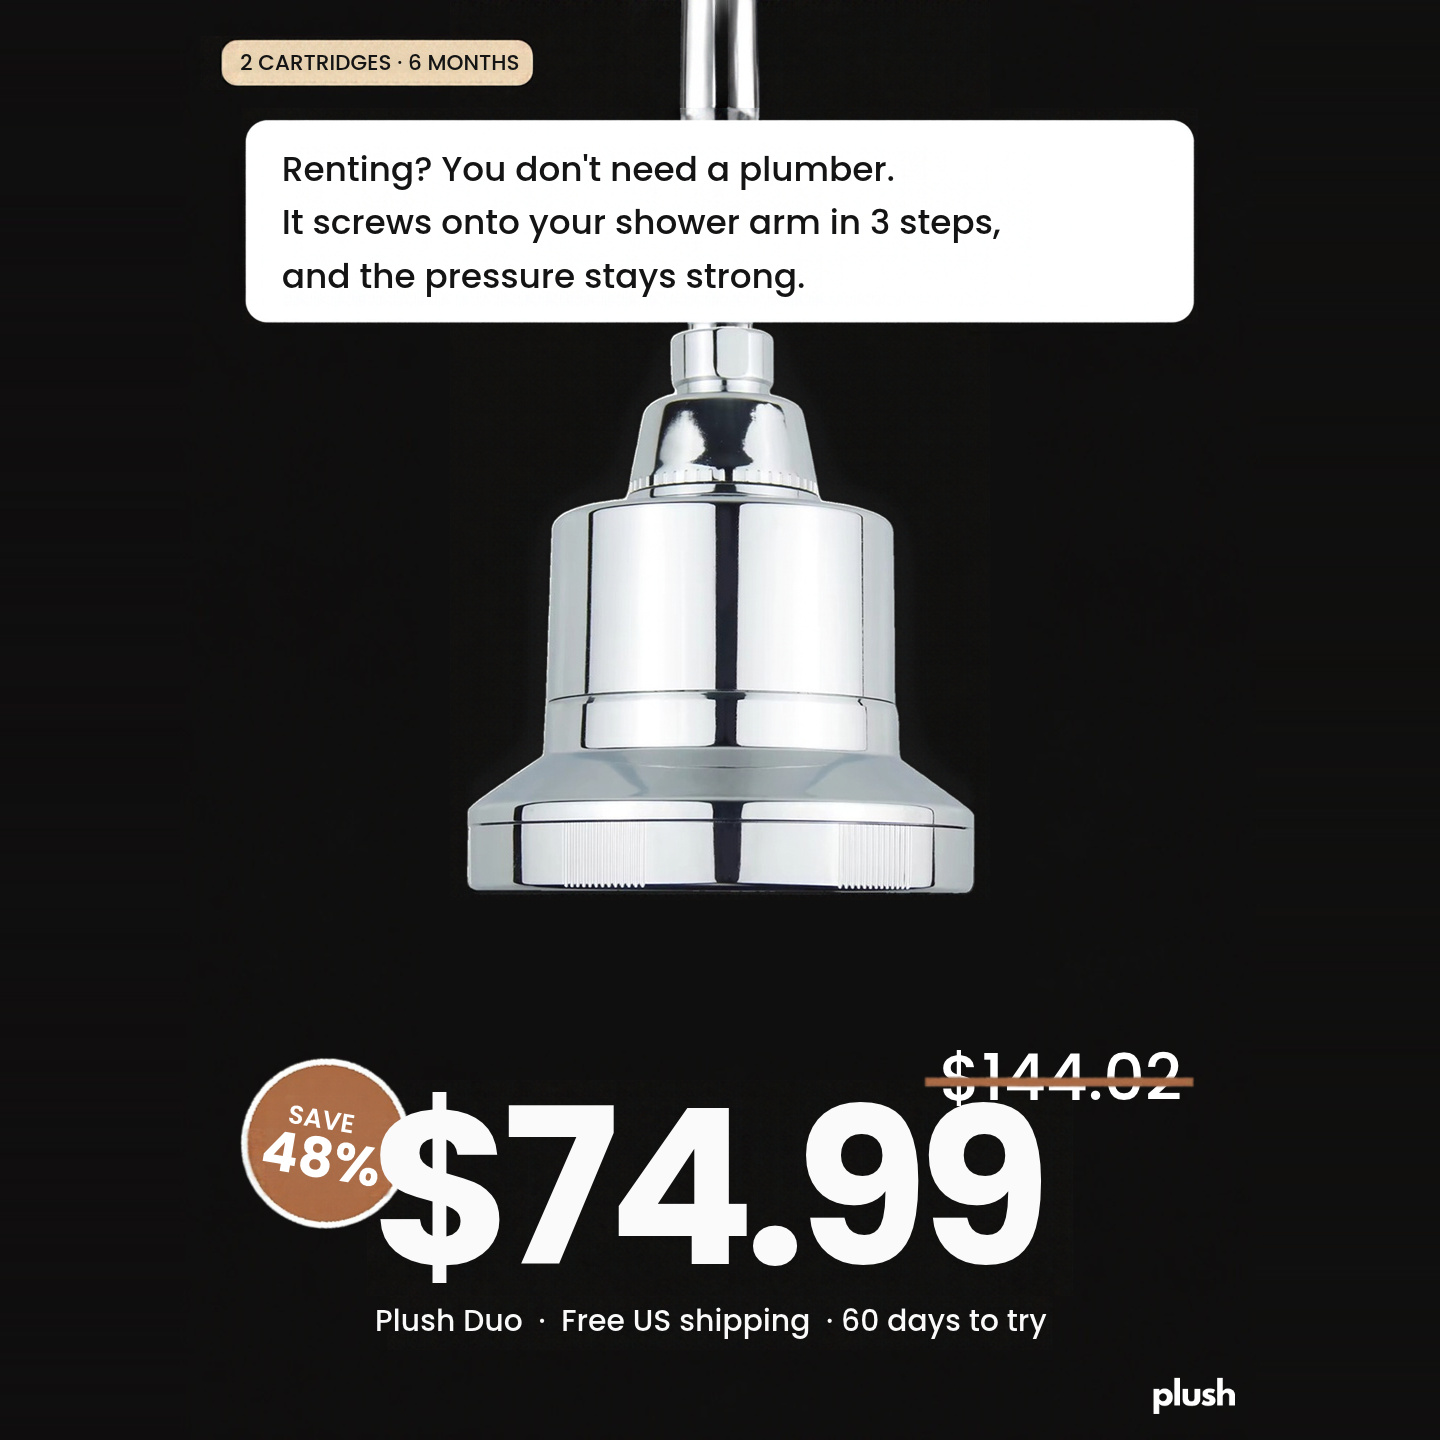 2 CARTRIDGES · 6 MONTHS
Renting? You don't need a plumber.
It screws onto your shower arm in 3 steps,
and the pressure stays strong.
$144.02
SAVE
48%
$74.99
Plush Duo · Free US shipping · 60 days to try
plush